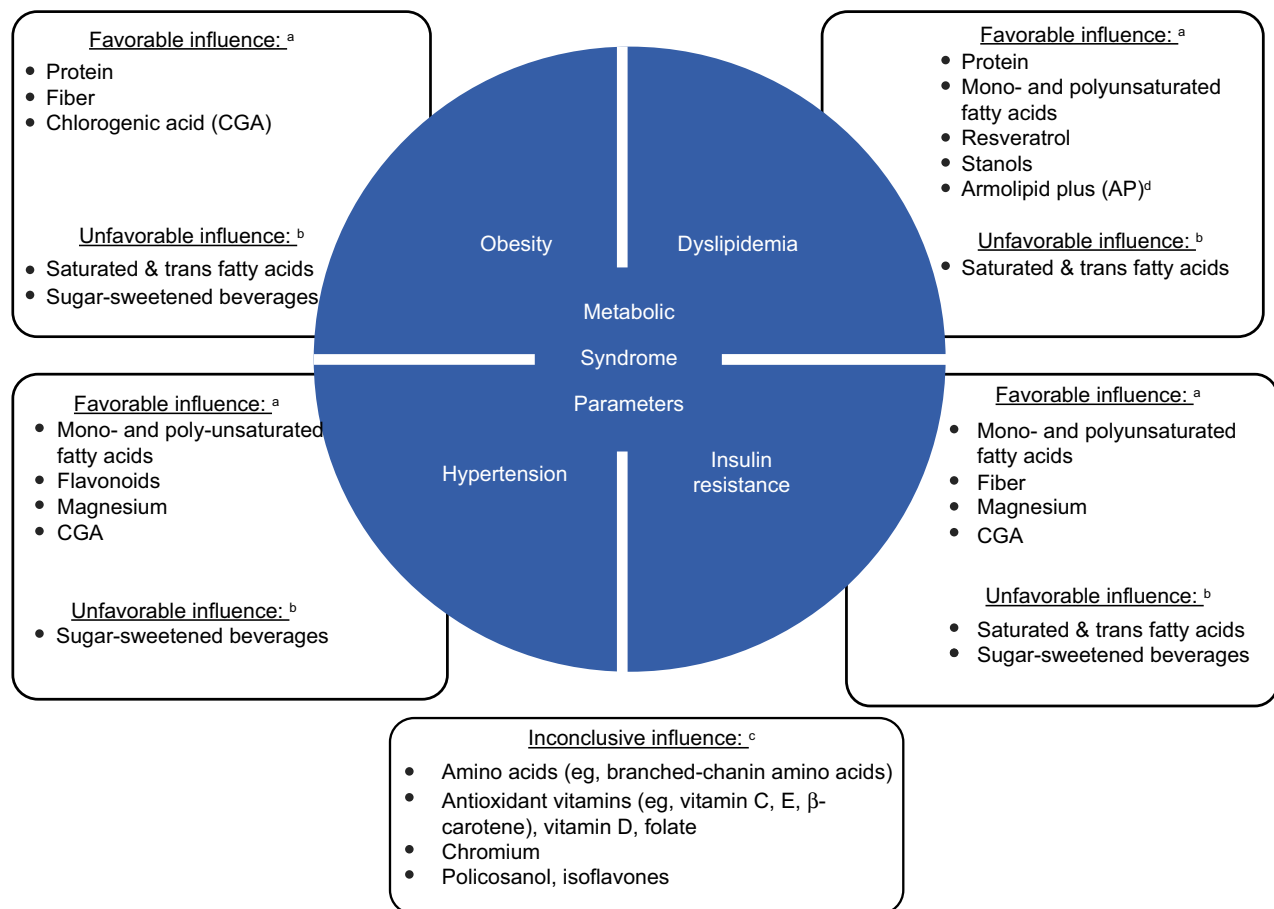 Favorable influence: a
• Protein
• Fiber
• Chlorogenic acid (CGA)
Unfavorable influence: b
• Saturated & trans fatty acids
• Sugar-sweetened beverages
Favorable influence: a
• Protein
• Mono- and polyunsaturated
fatty acids
• Resveratrol
• Stanols
• Armolipid plus (AP)d
Unfavorable influence: b
• Saturated & trans fatty acids
Obesity
Dyslipidemia
Metabolic
Syndrome
Parameters
Hypertension
Insulin
resistance
Favorable influence: a
• Mono- and poly-unsaturated
fatty acids
• Flavonoids
• Magnesium
• CGA
Unfavorable influence: b
• Sugar-sweetened beverages
Favorable influence: a
• Mono- and polyunsaturated
fatty acids
• Fiber
• Magnesium
• CGA
Unfavorable influence: b
• Saturated & trans fatty acids
• Sugar-sweetened beverages
Inconclusive influence: c
• Amino acids (eg, branched-chanin amino acids)
• Antioxidant vitamins (eg, vitamin C, E, β-
carotene), vitamin D, folate
• Chromium
• Policosanol, isoflavones